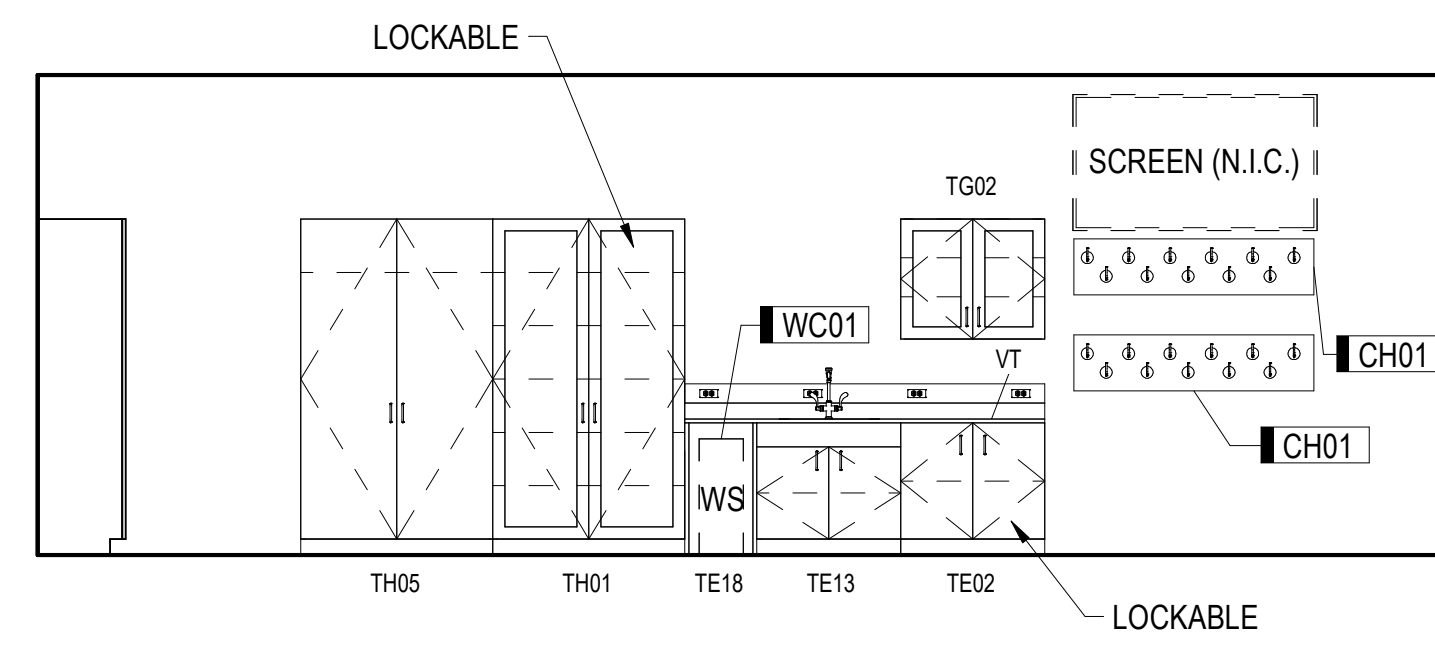 LOCKABLE
SCREEN (N.I.C.)
TG02
WC01
VT
CH01
CH01
WS
TH05
TH01
TE18
TE13
TE02
LOCKABLE